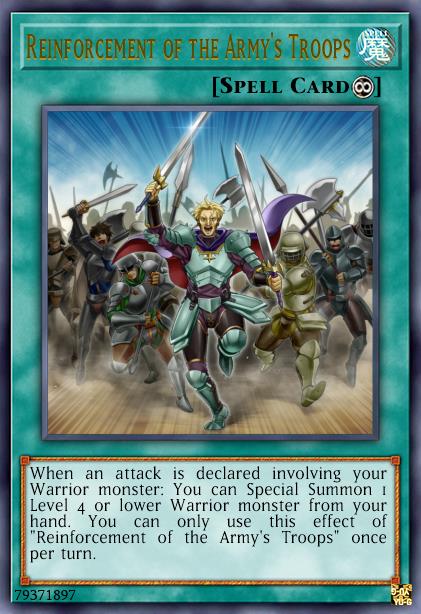 Reinforcement of the Army's Troops
SPELL
魔
[Spell Card]
When an attack is declared involving your
Warrior monster: You can Special Summon 1
Level 4 or lower Warrior monster from your
hand. You can only use this effect of
"Reinforcement of the Army's Troops" once
per turn.
79371897